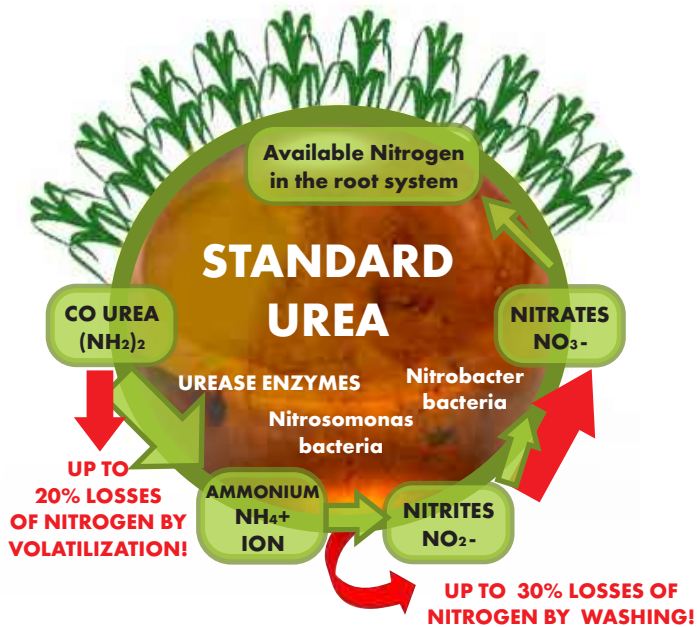 Available Nitrogen
in the root system
STANDARD
UREA
CO UREA
(NH₂)₂
NITRATES
NO₃-
UREASE ENZYMES
Nitrobacter
bacteria
Nitrosomonas
bacteria
UP TO
20% LOSSES
OF NITROGEN BY
VOLATILIZATION!
AMMONIUM
NH₄+
ION
NITRITES
NO₂-
UP TO 30% LOSSES OF
NITROGEN BY WASHING!